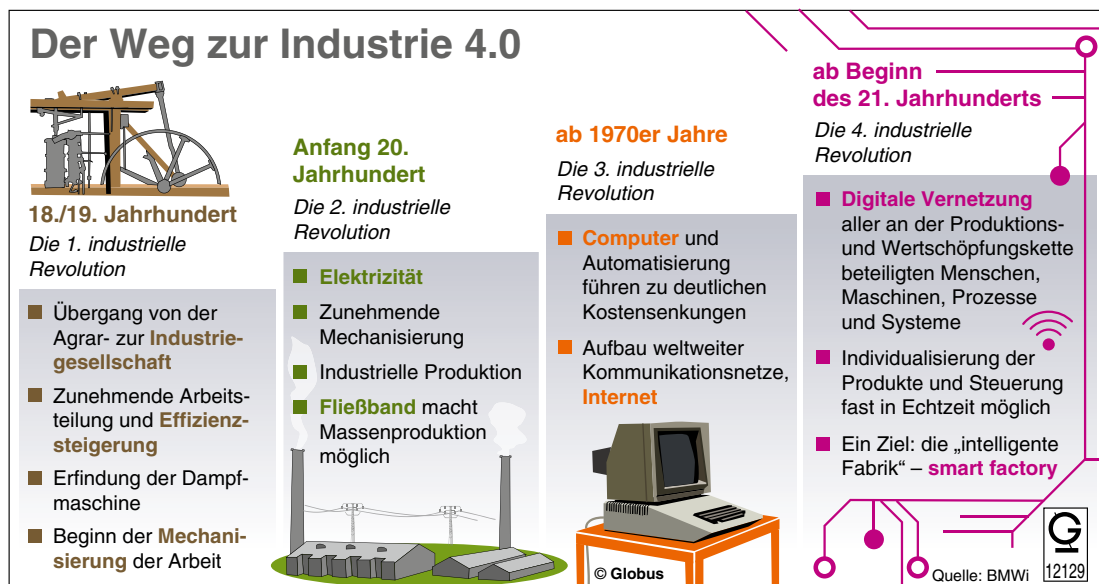 Der Weg zur Industrie 4.0
18./19. Jahrhundert
Die 1. industrielle
Revolution
Übergang von der
Agrar- zur Industrie-
gesellschaft
Zunehmende Arbeits-
teilung und Effizienz-
steigerung
Erfindung der Dampf-
maschine
Beginn der Mechani-
sierung der Arbeit
Anfang 20.
Jahrhundert
Die 2. industrielle
Revolution
Elektrizität
Zunehmende
Mechanisierung
Industrielle Produktion
Fließband macht
Massenproduktion
möglich
ab 1970er Jahre
Die 3. industrielle
Revolution
Computer und
Automatisierung
führen zu deutlichen
Kostensenkungen
Aufbau weltweiter
Kommunikationsnetze,
Internet
© Globus
ab Beginn
des 21. Jahrhunderts
Die 4. industrielle
Revolution
Digitale Vernetzung
aller an der Produktions-
und Wertschöpfungskette
beteiligten Menschen,
Maschinen, Prozesse
und Systeme
Individualisierung der
Produkte und Steuerung
fast in Echtzeit möglich
Ein Ziel: die „intelligente
Fabrik“ – smart factory
Quelle: BMWi
G
12129